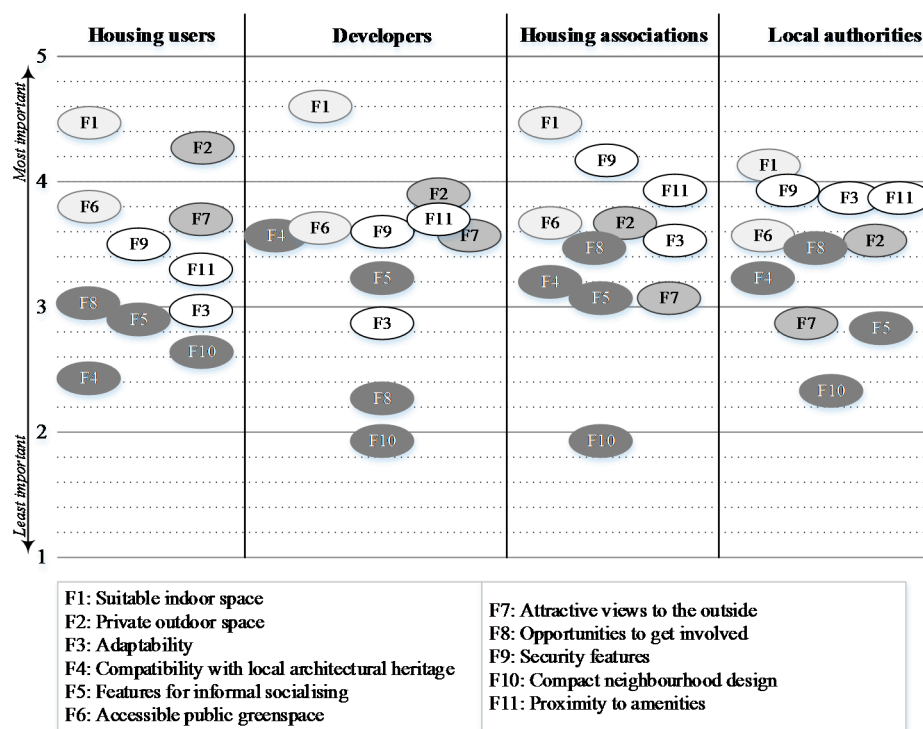 Housing users
Developers
Housing associations
Local authorities
5
4
3
2
1
Most important
Least important
F1
F2
F6
F7
F9
F11
F8
F3
F5
F10
F4
F1
F2
F11
F4
F6
F9
F7
F5
F3
F8
F10
F1
F9
F11
F6
F2
F8
F3
F4
F5
F7
F10
F1
F9
F3
F11
F6
F8
F2
F4
F7
F5
F10
F1: Suitable indoor space
F2: Private outdoor space
F3: Adaptability
F4: Compatibility with local architectural heritage
F5: Features for informal socialising
F6: Accessible public greenspace
F7: Attractive views to the outside
F8: Opportunities to get involved
F9: Security features
F10: Compact neighbourhood design
F11: Proximity to amenities